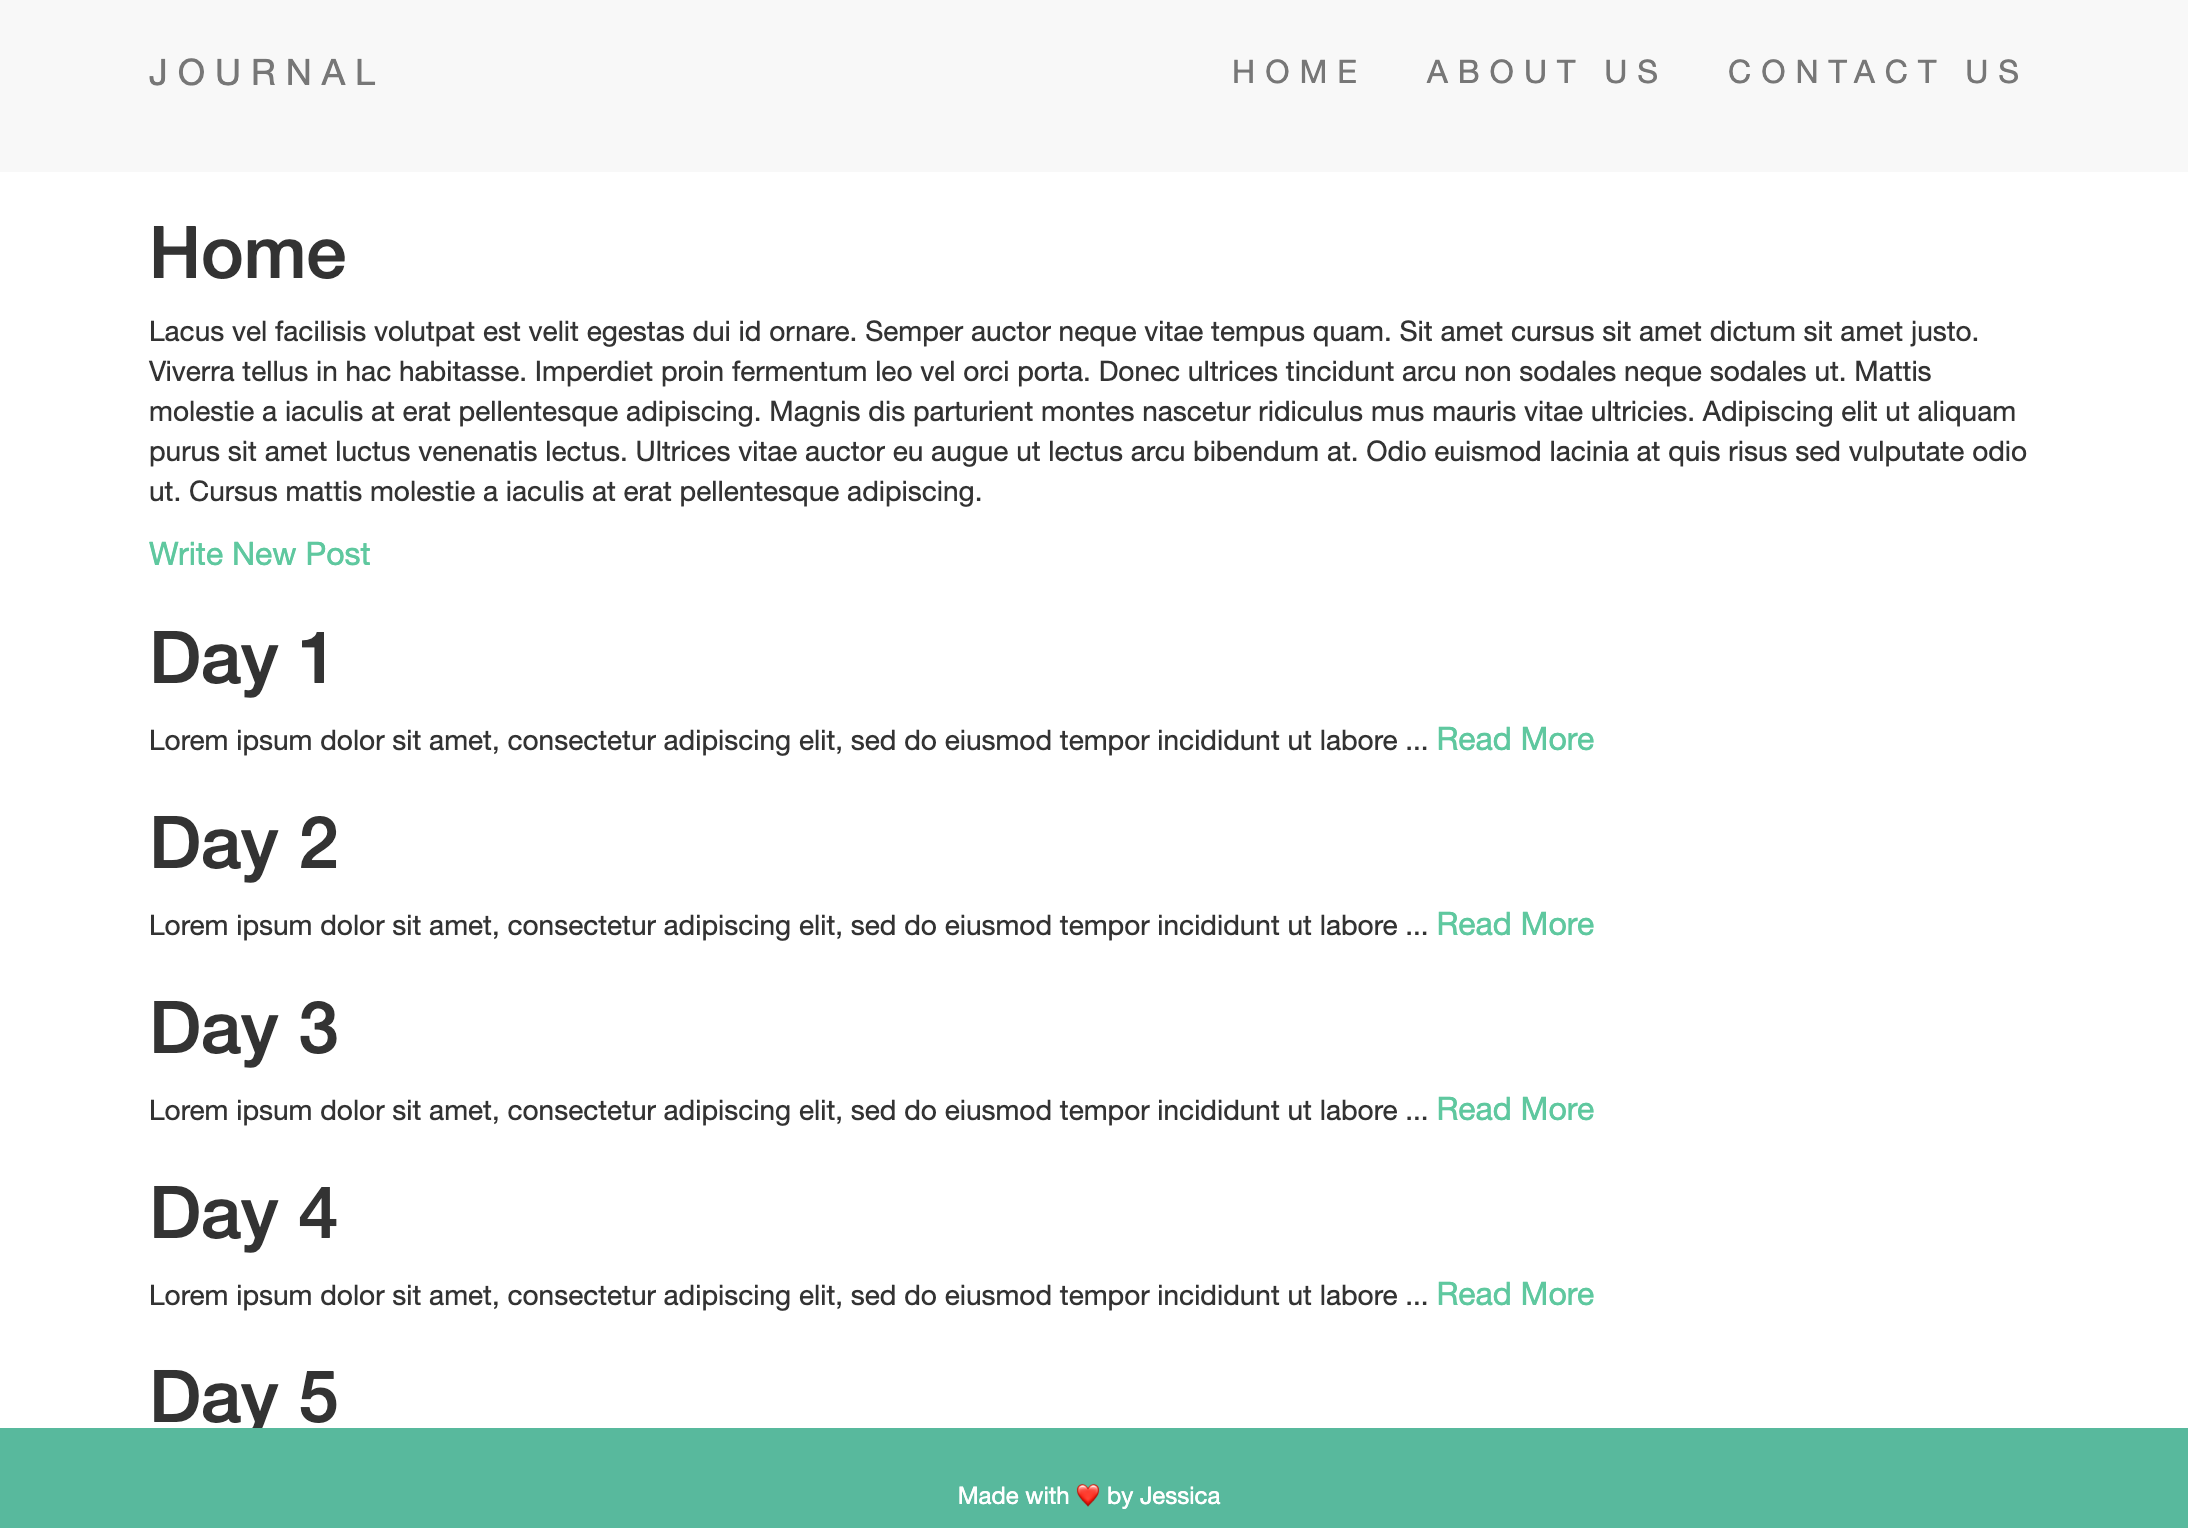 JOURNAL
HOME ABOUT US CONTACT US
Home
Lacus vel facilisis volutpat est velit egestas dui id ornare. Semper auctor neque vitae tempus quam. Sit amet cursus sit amet dictum sit amet justo.
Viverra tellus in hac habitasse. Imperdiet proin fermentum leo vel orci porta. Donec ultrices tincidunt arcu non sodales neque sodales ut. Mattis
molestie a iaculis at erat pellentesque adipiscing. Magnis dis parturient montes nascetur ridiculus mus mauris vitae ultricies. Adipiscing elit ut aliquam
purus sit amet luctus venenatis lectus. Ultrices vitae auctor eu augue ut lectus arcu bibendum at. Odio euismod lacinia at quis risus sed vulputate odio
ut. Cursus mattis molestie a iaculis at erat pellentesque adipiscing.
Write New Post
Day 1
Lorem ipsum dolor sit amet, consectetur adipiscing elit, sed do eiusmod tempor incididunt ut labore ... Read More
Day 2
Lorem ipsum dolor sit amet, consectetur adipiscing elit, sed do eiusmod tempor incididunt ut labore ... Read More
Day 3
Lorem ipsum dolor sit amet, consectetur adipiscing elit, sed do eiusmod tempor incididunt ut labore ... Read More
Day 4
Lorem ipsum dolor sit amet, consectetur adipiscing elit, sed do eiusmod tempor incididunt ut labore ... Read More
Day 5
Made with ❤️ by Jessica